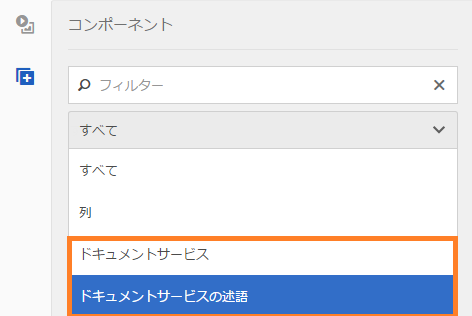 コンポーネント
フィルター
すべて
すべて
列
ドキュメントサービス
ドキュメントサービスの述語